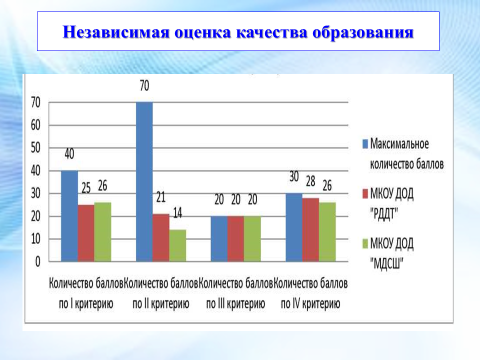 Независимая оценка качества образования
70
60
50
40
30
20
10
0
40
25
26
70
21
14
20
20
20
30
28
26
Количество баллов
по I критерию
Количество баллов
по II критерию
Количество баллов
по III критерию
Количество баллов
по IV критерию
Максимальное
количество баллов
МКОУ ДОД
"РДДТ"
МКОУ ДОД
"МДСШ"